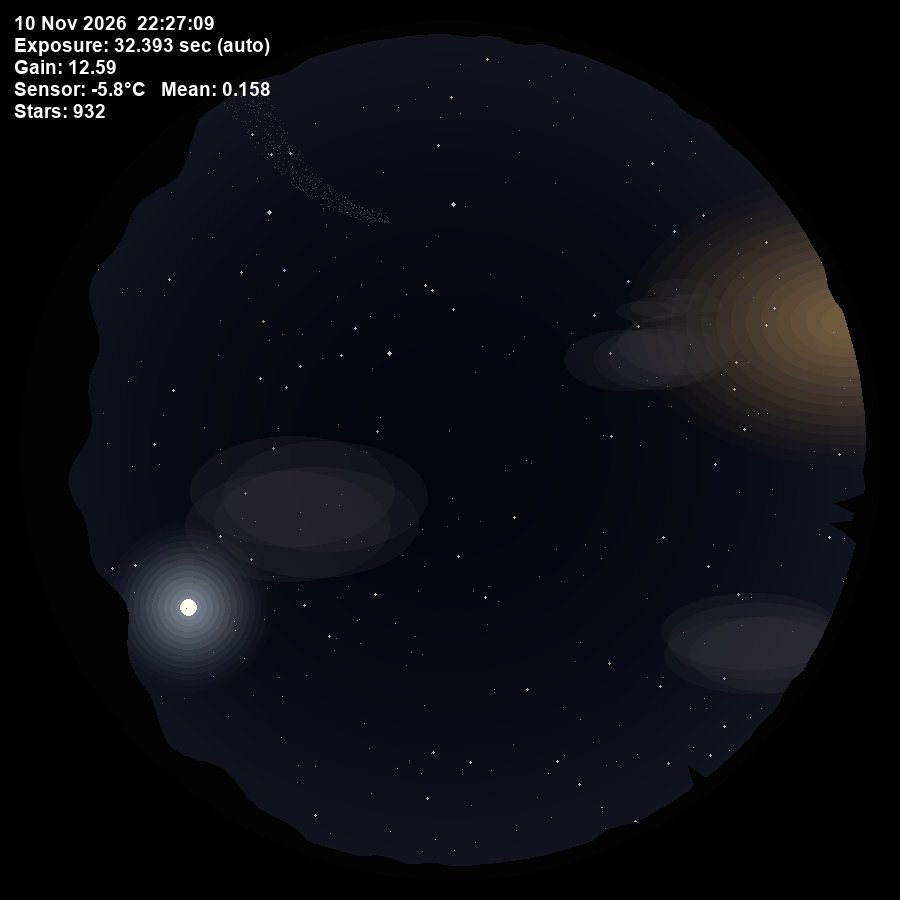 10 Nov 2026  22:27:09
Exposure: 32.393 sec (auto)
Gain: 12.59
Sensor: -5.8°C   Mean: 0.158
Stars: 932